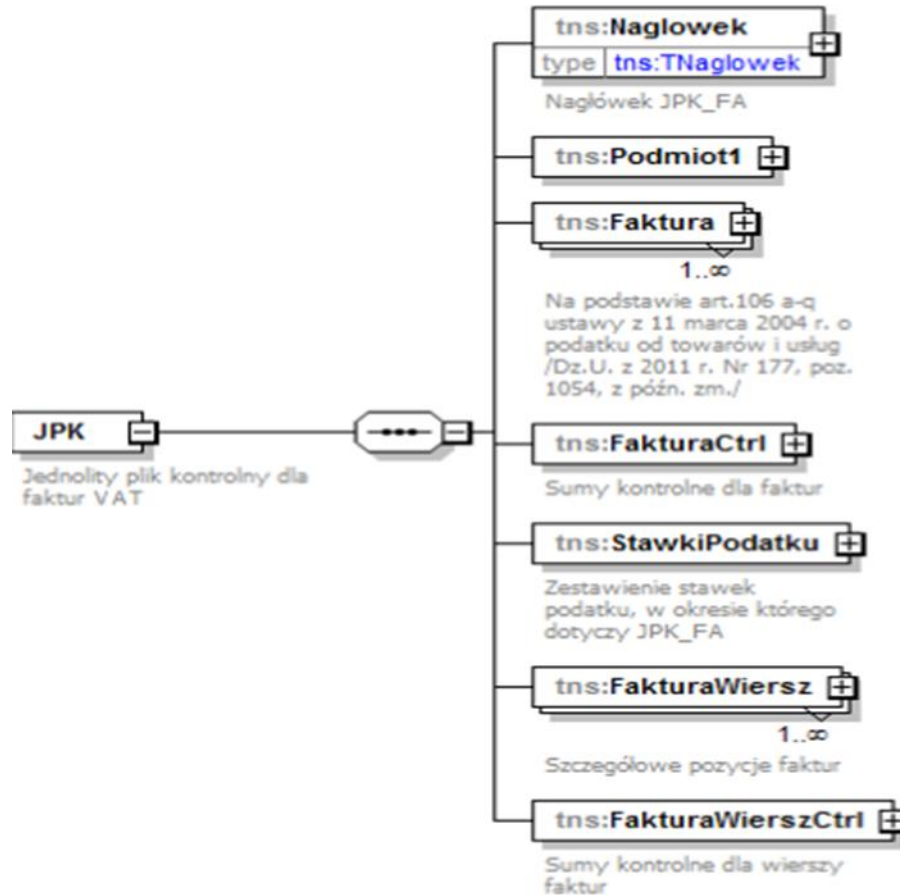 tns:Naglowek
type tns:TNaglowek
Nagłówek JPK_FA
tns:Podmiot1
tns:Faktura
1..∞
Na podstawie art.106 a-q
ustawy z 11 marca 2004 r. o
podatku od towarów i usług
/Dz.U. z 2011 r. Nr 177, poz.
1054, z późn. zm./
JPK
Jednolity plik kontrolny dla
faktur VAT
tns:FakturaCtrl
Sumy kontrolne dla faktur
tns:StawkiPodatku
Zestawienie stawek
podatku, w okresie którego
dotyczy JPK_FA
tns:FakturaWiersz
1..∞
Szczegółowe pozycje faktur
tns:FakturaWierszCtrl
Sumy kontrolne dla wierszy
faktur